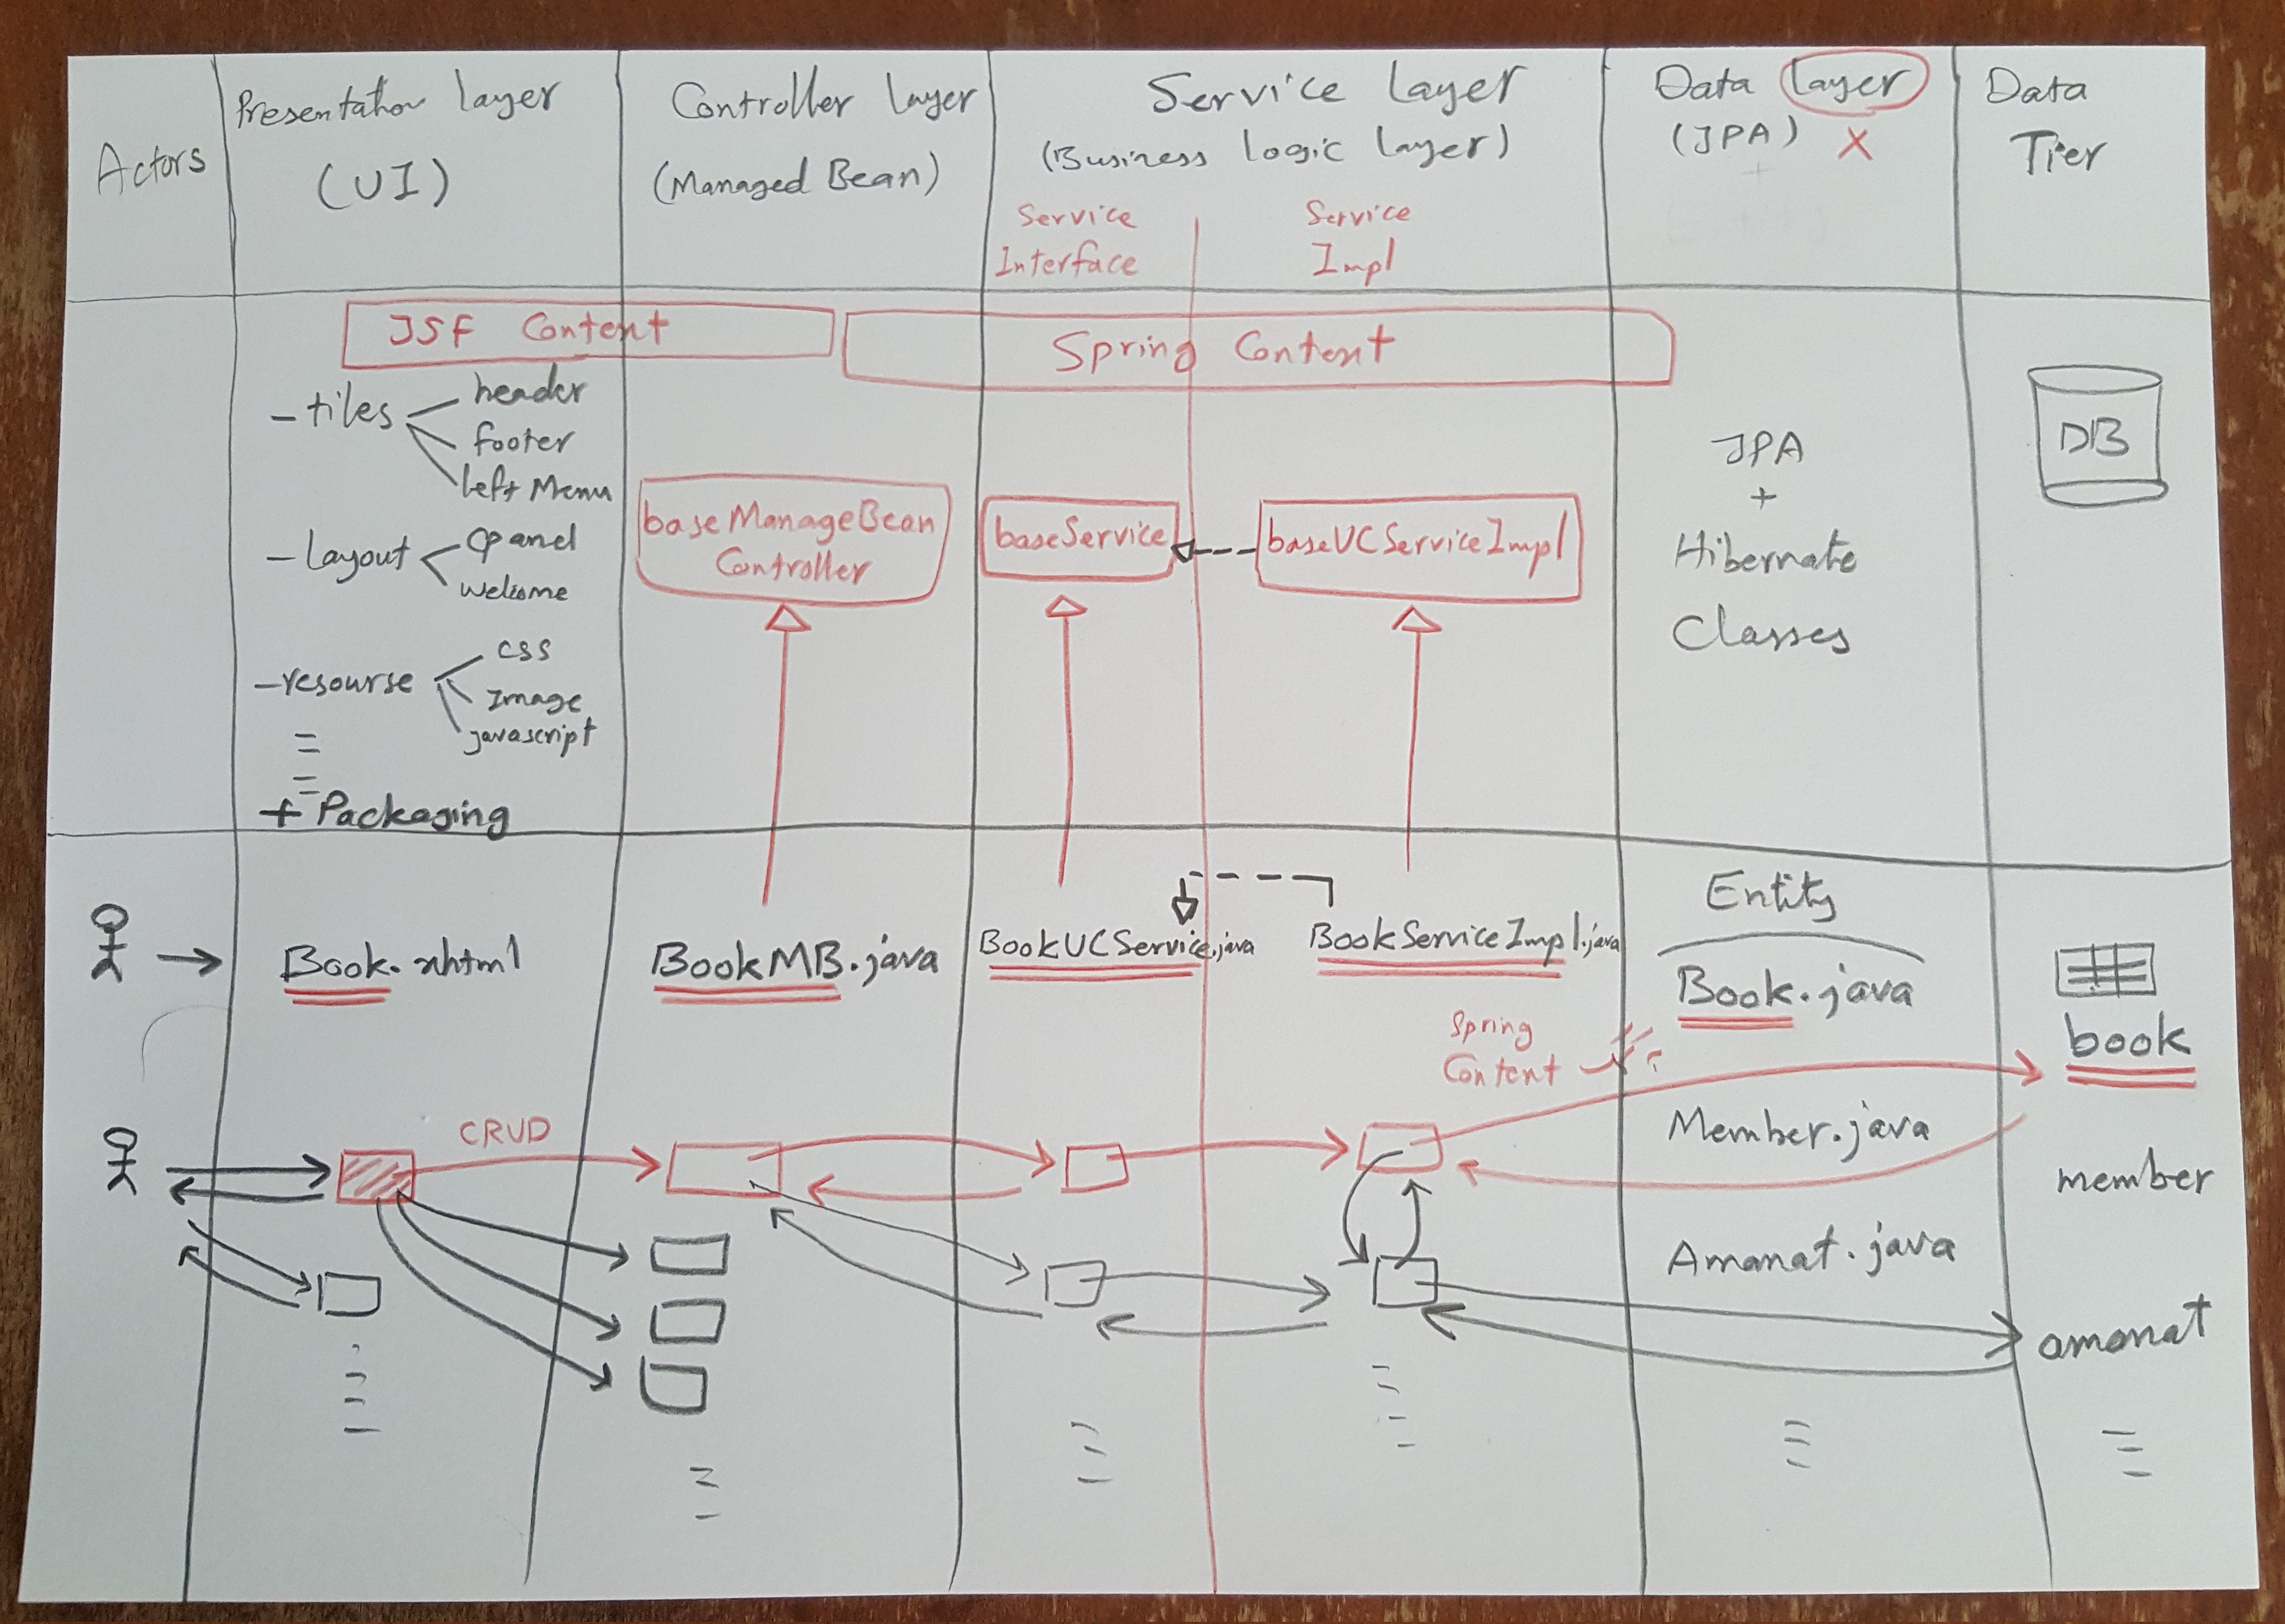 Actors
Presentation layer
(UI)
Controller Layer
(Managed Bean)
Service Layer
(Business logic layer)
Service
Interface
Service
Impl
Data layer
(JPA) X
Data
Tier
JSF Content
Spring Content
- tiles
header
footer
left Menu
- layout
cpanel
welcome
- resourse
css
Image
javascript
+ Packaging
baseManageBean
Controller
baseService
baseUCServiceImpl
JPA
+
Hibernate
Classes
DB
Book.xhtml
BookMB.java
BookUCService.java
BookServiceImpl.java
Entity
Book.java
book
Spring
Content
CRUD
Member.java
member
Amanat.java
amanat